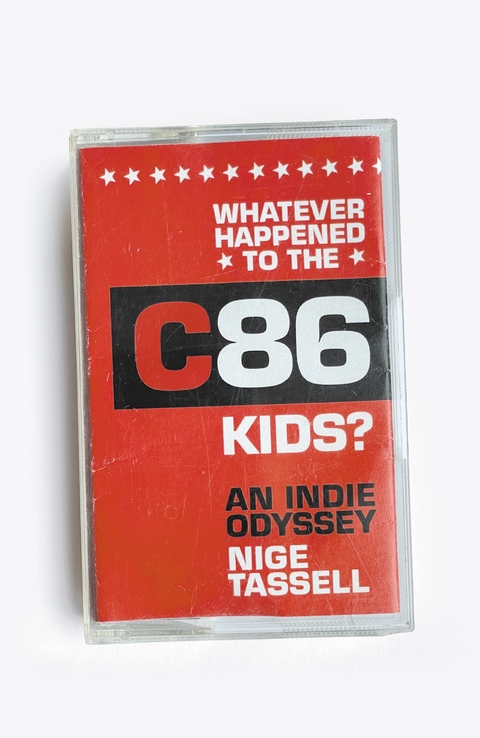 WHATEVER
HAPPENED
TO THE
C86
KIDS?
AN INDIE
ODYSSEY
NIGE
TASSELL